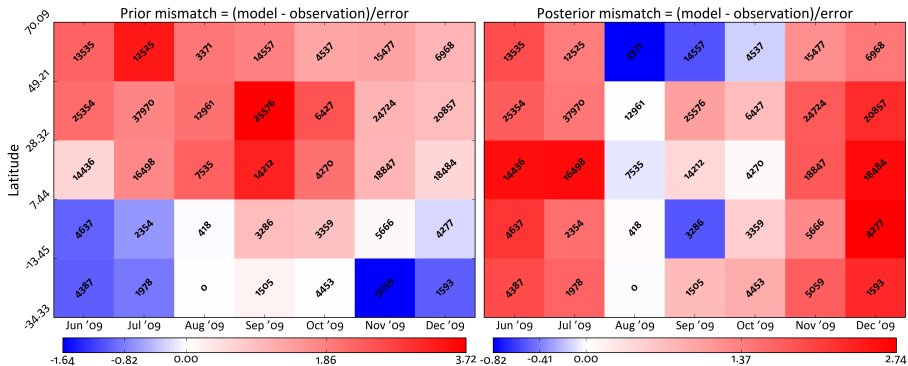 Prior mismatch = (model - observation)/error
Posterior mismatch = (model - observation)/error
Latitude
70.09
49.21
28.32
7.44
-13.45
-34.33
13535 12525 3371 14557 4537 15477 6968
25354 37970 12961 25576 6427 24724 20857
14436 16498 7535 14212 4270 18847 18484
4637 2354 418 3286 3359 5666 4277
4387 1978 0 1505 4453 5059 1593
Jun '09 Jul '09 Aug '09 Sep '09 Oct '09 Nov '09 Dec '09
-1.64 -0.82 0.00 1.86 3.72
13535 12525 3371 14557 4537 15477 6968
25354 37970 12961 25576 6427 24724 20857
14436 16498 7535 14212 4270 18847 18484
4637 2354 418 3286 3359 5666 4277
4387 1978 0 1505 4453 5059 1593
Jun '09 Jul '09 Aug '09 Sep '09 Oct '09 Nov '09 Dec '09
-0.82 -0.41 0.00 1.37 2.74